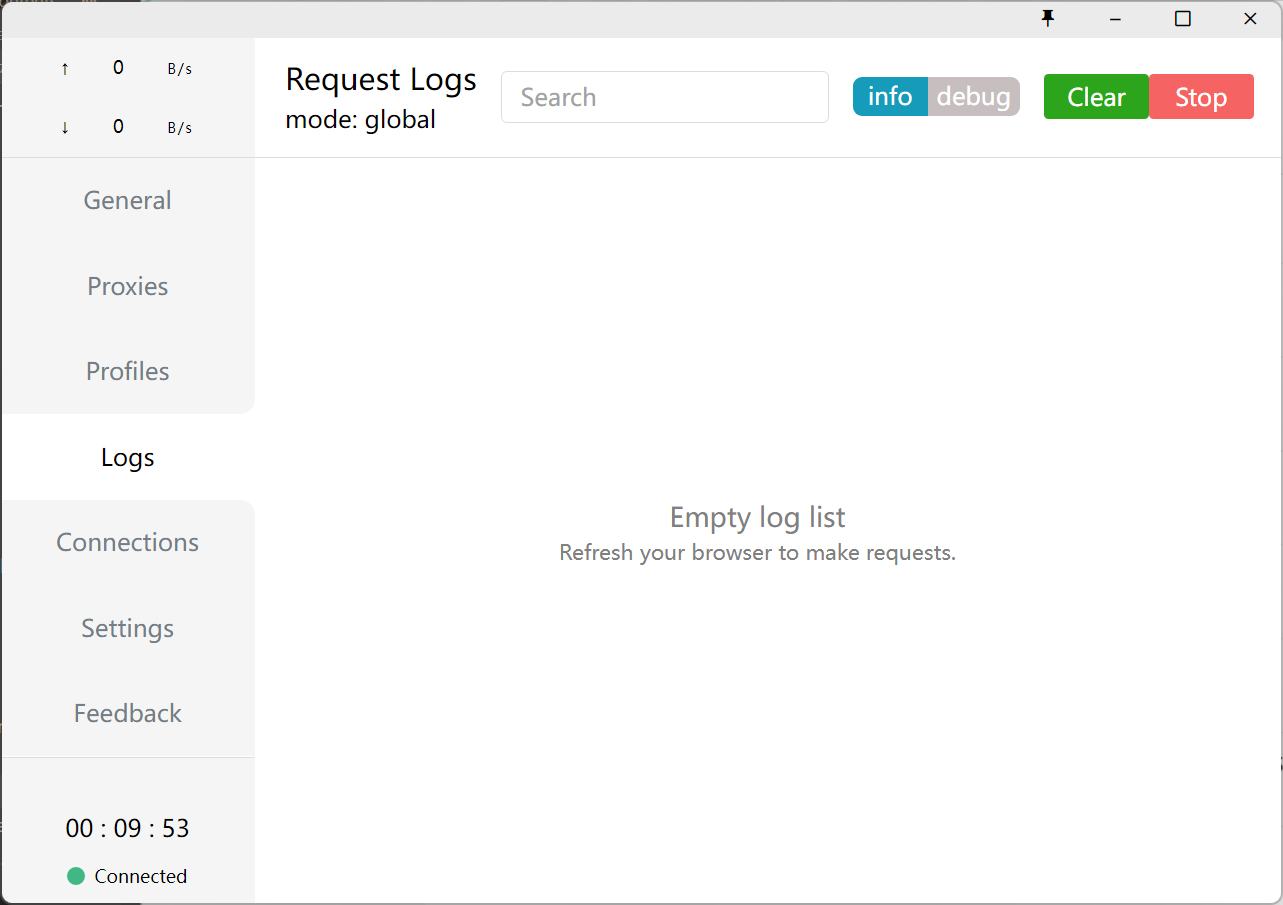 ↑ 0 B/s
↓ 0 B/s
Request Logs
mode: global
Search
info debug
Clear Stop
General
Proxies
Profiles
Logs
Connections
Settings
Feedback
Empty log list
Refresh your browser to make requests.
00 : 09 : 53
Connected